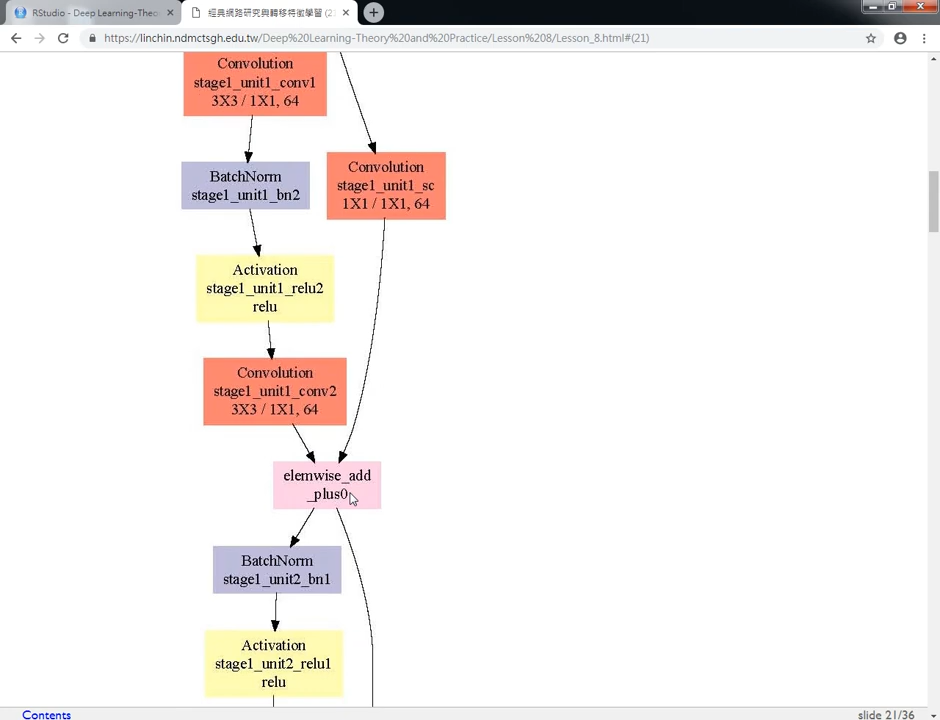 RStudio - Deep Learning-Theo
經典網路研究與轉移特徵學習 (2
https://linchin.ndmctsgh.edu.tw/Deep%20Learning-Theory%20and%20Practice/Lesson%208/Lesson_8.html#(21)
Convolution
stage1_unit1_conv1
3X3 / 1X1, 64
BatchNorm
stage1_unit1_bn2
Convolution
stage1_unit1_sc
1X1 / 1X1, 64
Activation
stage1_unit1_relu2
relu
Convolution
stage1_unit1_conv2
3X3 / 1X1, 64
elemwise_add
_plus0
BatchNorm
stage1_unit2_bn1
Activation
stage1_unit2_relu1
relu
Contents
slide 21/36